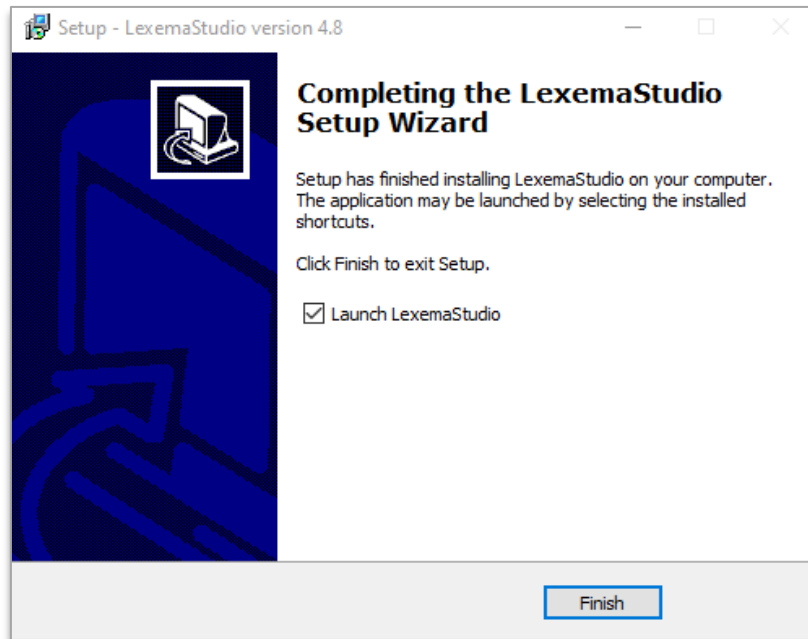 Setup - LexemaStudio version 4.8
Completing the LexemaStudio
Setup Wizard
Setup has finished installing LexemaStudio on your computer.
The application may be launched by selecting the installed
shortcuts.
Click Finish to exit Setup.
Launch LexemaStudio
Finish